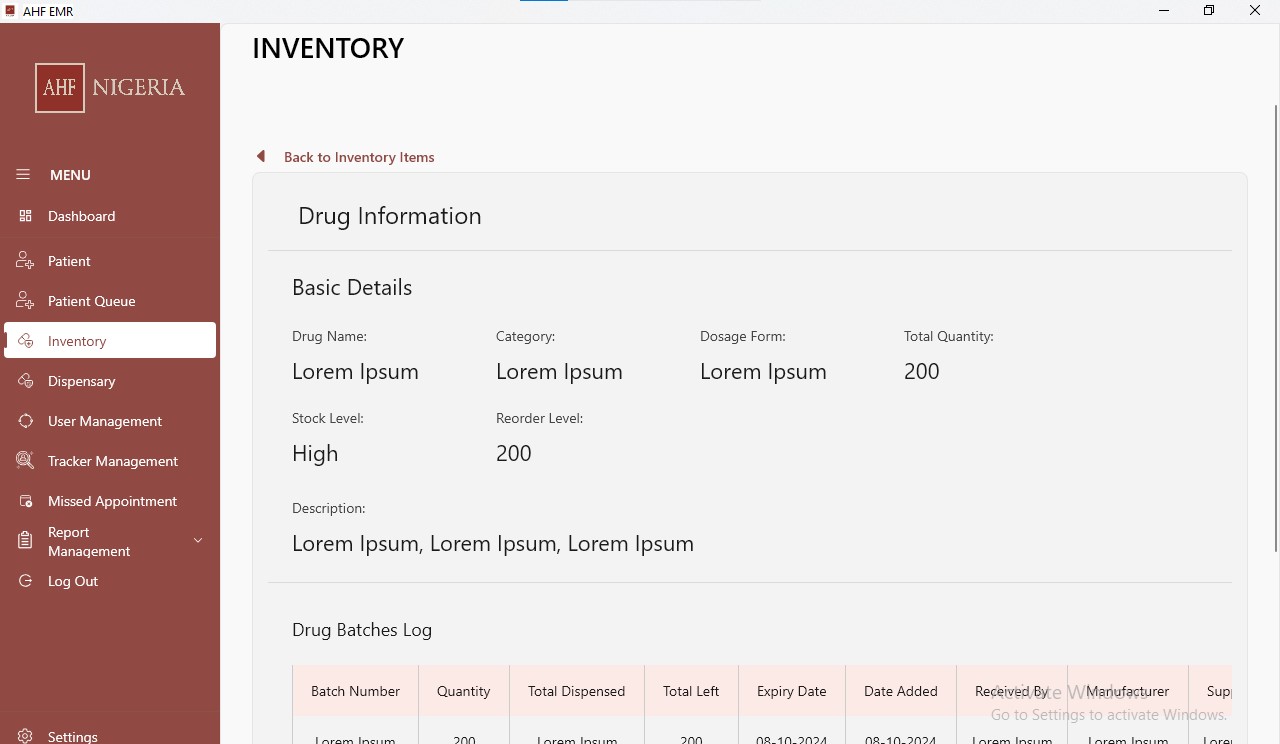 AHF EMR
AHF NIGERIA
MENU
Dashboard
Patient
Patient Queue
Inventory
Dispensary
User Management
Tracker Management
Missed Appointment
Report
Management
Log Out
Settings
INVENTORY
Back to Inventory Items
Drug Information
Basic Details
Drug Name: Category: Dosage Form: Total Quantity:
Lorem Ipsum Lorem Ipsum Lorem Ipsum 200
Stock Level: Reorder Level:
High 200
Description:
Lorem Ipsum, Lorem Ipsum, Lorem Ipsum
Drug Batches Log
Batch Number Quantity Total Dispensed Total Left Expiry Date Date Added Received By Manufacturer Sup
Lorem Ipsum 200 Lorem Ipsum 200 08-10-2024 08-10-2024 Lorem Ipsum Lorem Ipsum Lore
Activate Windows
Go to Settings to activate Windows.